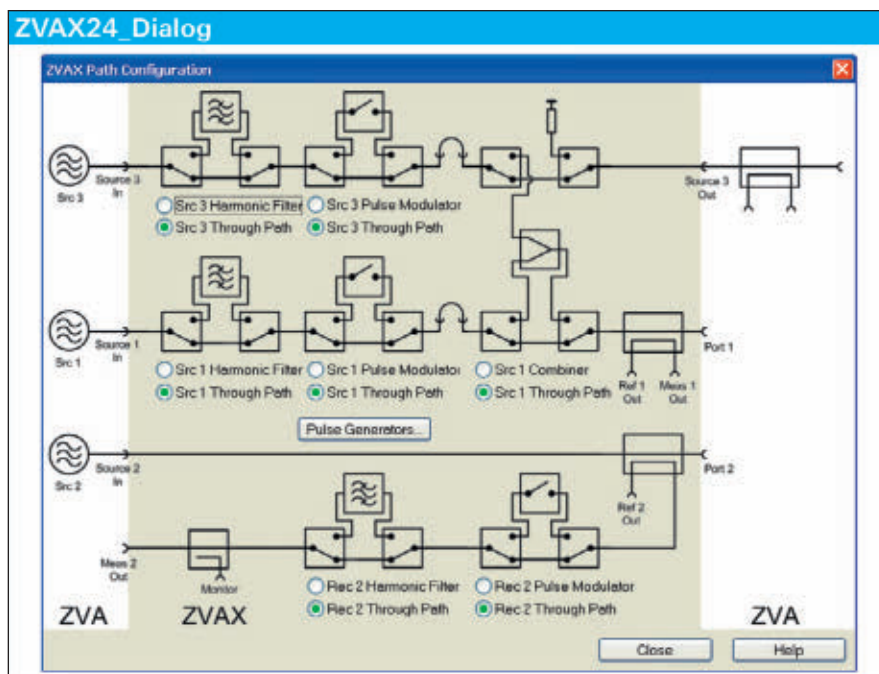 ZVAX24_Dialog
ZVAX Path Configuration
Src 3
Source 3
In
Src 3 Harmonic Filter
Src 3 Pulse Modulator
Src 3 Through Path
Src 3 Through Path
Source 3
Out
Src 1
Source 1
In
Src 1 Harmonic Filter
Src 1 Pulse Modulator
Src 1 Combiner
Src 1 Through Path
Src 1 Through Path
Src 1 Through Path
Ref 1
Out
Meas 1
Out
Port 1
Pulse Generators...
Src 2
Source 2
In
Port 2
Ref 2
Out
Meas 2
Out
Monitor
Rec 2 Harmonic Filter
Rec 2 Pulse Modulator
Rec 2 Through Path
Rec 2 Through Path
ZVA
ZVAX
ZVA
Close
Help